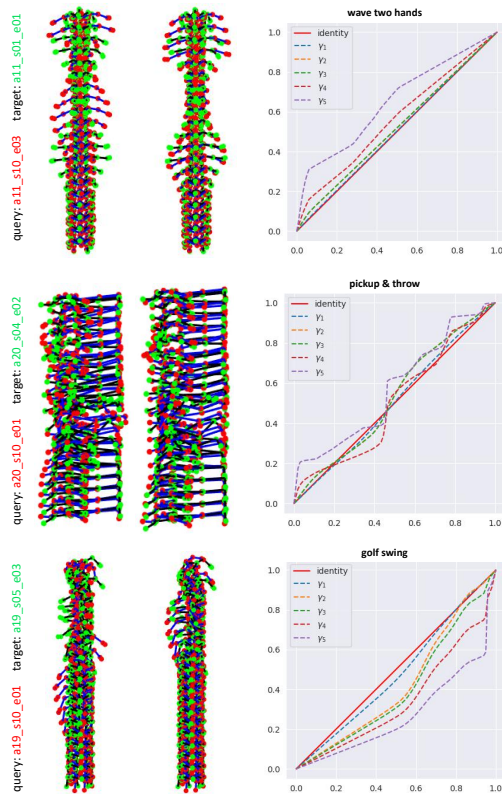 query: a11_s10_e03 target: a11_s01_e01
wave two hands
1.0
0.8
0.6
0.4
0.2
0.0
identity
γ1
γ2
γ3
γ4
γ5
0.0 0.2 0.4 0.6 0.8 1.0
query: a20_s10_e01 target: a20_s04_e02
pickup & throw
1.0
0.8
0.6
0.4
0.2
0.0
identity
γ1
γ2
γ3
γ4
γ5
0.0 0.2 0.4 0.6 0.8 1.0
query: a19_s10_e01 target: a19_s05_e03
golf swing
1.0
0.8
0.6
0.4
0.2
0.0
identity
γ1
γ2
γ3
γ4
γ5
0.0 0.2 0.4 0.6 0.8 1.0